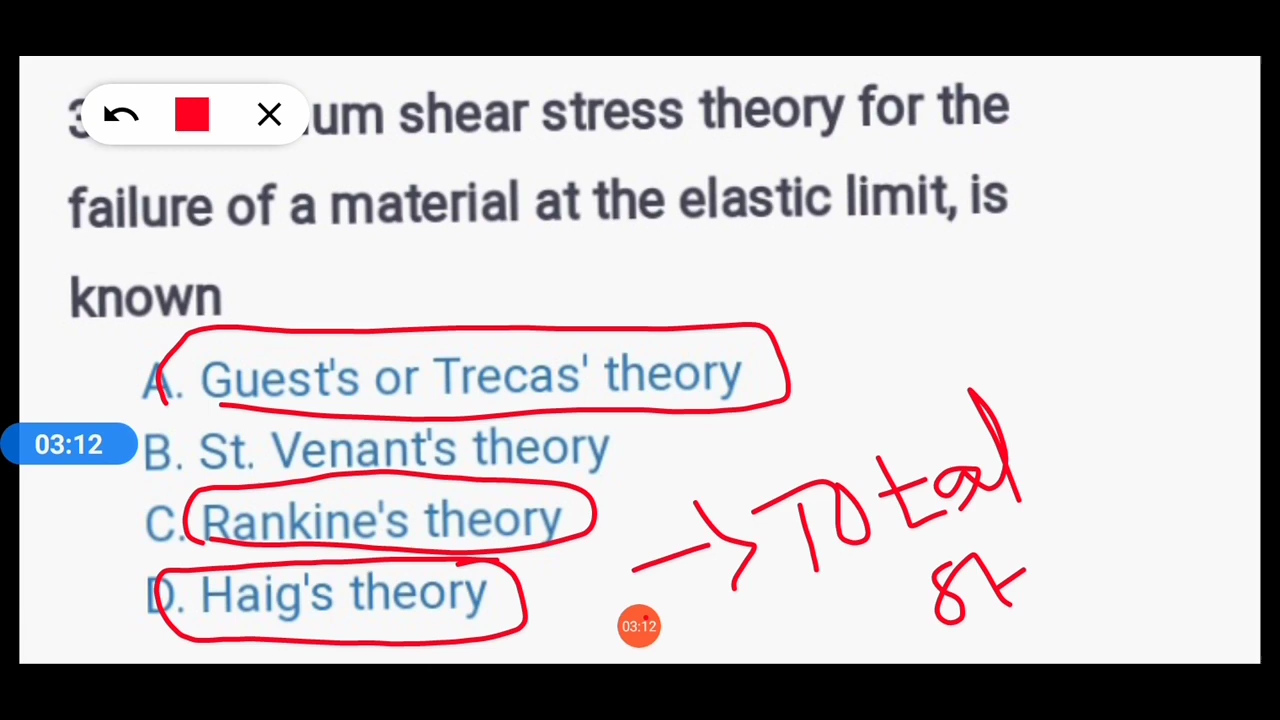 shear stress theory for the
failure of a material at the elastic limit, is
known
A. Guest's or Trecas' theory
03:12
B. St. Venant's theory
C. Rankine's theory
D. Haig's theory
→ Total
St
03:12